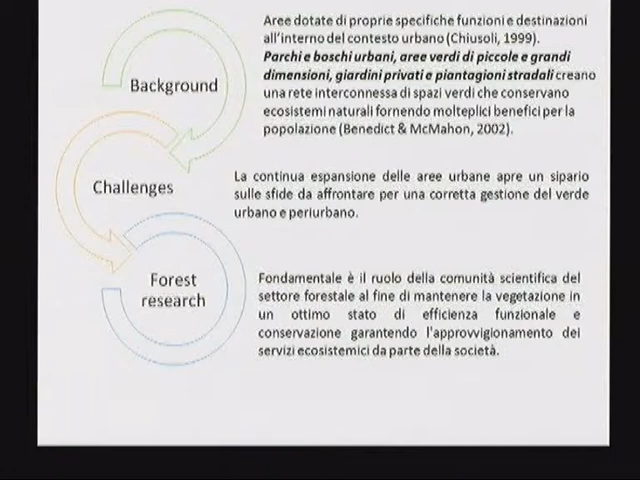 Background
Aree dotate di proprie specifiche funzioni e destinazioni
all'interno del contesto urbano (Chiusoli, 1999).
Parchi e boschi urbani, aree verdi di piccole e grandi
dimensioni, giardini privati e piantagioni stradali creano
una rete interconnessa di spazi verdi che conservano
ecosistemi naturali fornendo molteplici benefici per la
popolazione (Benedict & McMahon, 2002).
Challenges
La continua espansione delle aree urbane apre un sipario
sulle sfide da affrontare per una corretta gestione del verde
urbano e periurbano.
Forest
research
Fondamentale è il ruolo della comunità scientifica del
settore forestale al fine di mantenere la vegetazione in
un ottimo stato di efficienza funzionale e
conservazione garantendo l'approvvigionamento dei
servizi ecosistemici da parte della società.